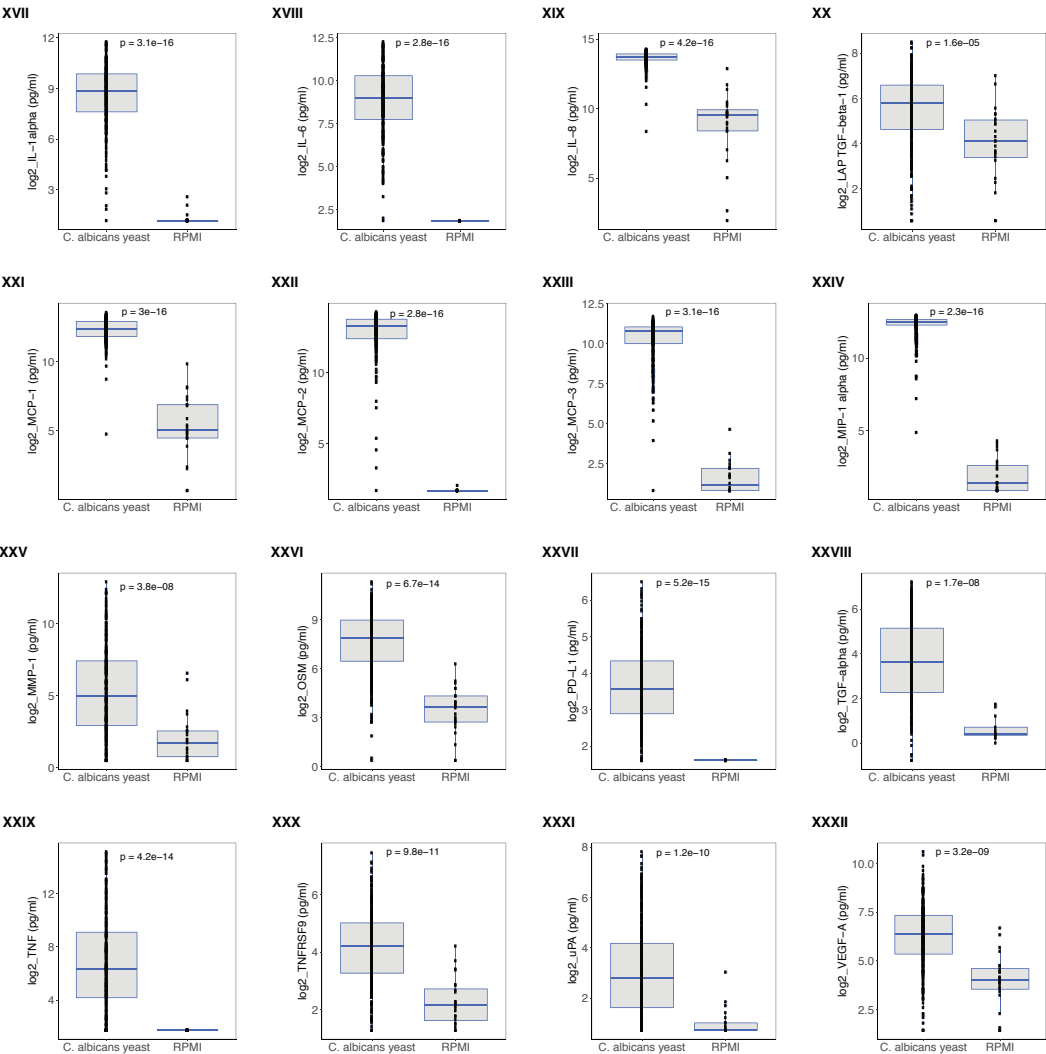 XVII
p = 3.1e−16
log2_IL−1 alpha (pg/ml)
12
9
6
3
C. albicans yeast RPMI
XVIII
p = 2.8e−16
log2_IL−6 (pg/ml)
12.5
10.0
7.5
5.0
2.5
C. albicans yeast RPMI
XIX
p = 4.2e−16
log2_IL−8 (pg/ml)
15
10
5
C. albicans yeast RPMI
XX
p = 1.6e−05
log2_LAP TGF−beta−1 (pg/ml)
8
6
4
2
C. albicans yeast RPMI
XXI
p = 3e−16
log2_MCP−1 (pg/ml)
10
5
C. albicans yeast RPMI
XXII
p = 2.8e−16
log2_MCP−2 (pg/ml)
10
5
C. albicans yeast RPMI
XXIII
p = 3.1e−16
log2_MCP−3 (pg/ml)
12.5
10.0
7.5
5.0
2.5
C. albicans yeast RPMI
XXIV
p = 2.3e−16
log2_MIP−1 alpha (pg/ml)
10
5
C. albicans yeast RPMI
XXV
p = 3.8e−08
log2_MMP−1 (pg/ml)
10
5
0
C. albicans yeast RPMI
XXVI
p = 6.7e−14
log2_OSM (pg/ml)
9
6
3
0
C. albicans yeast RPMI
XXVII
p = 5.2e−15
log2_PD−L1 (pg/ml)
6
5
4
3
2
C. albicans yeast RPMI
XXVIII
p = 1.7e−08
log2_TGF−alpha (pg/ml)
6
4
2
0
C. albicans yeast RPMI
XXIX
p = 4.2e−14
log2_TNF (pg/ml)
12
8
4
C. albicans yeast RPMI
XXX
p = 9.8e−11
log2_TNFRSF9 (pg/ml)
6
4
2
C. albicans yeast RPMI
XXXI
p = 1.2e−10
log2_uPA (pg/ml)
8
6
4
2
C. albicans yeast RPMI
XXXII
p = 3.2e−09
log2_VEGF−A (pg/ml)
10.0
7.5
5.0
2.5
C. albicans yeast RPMI